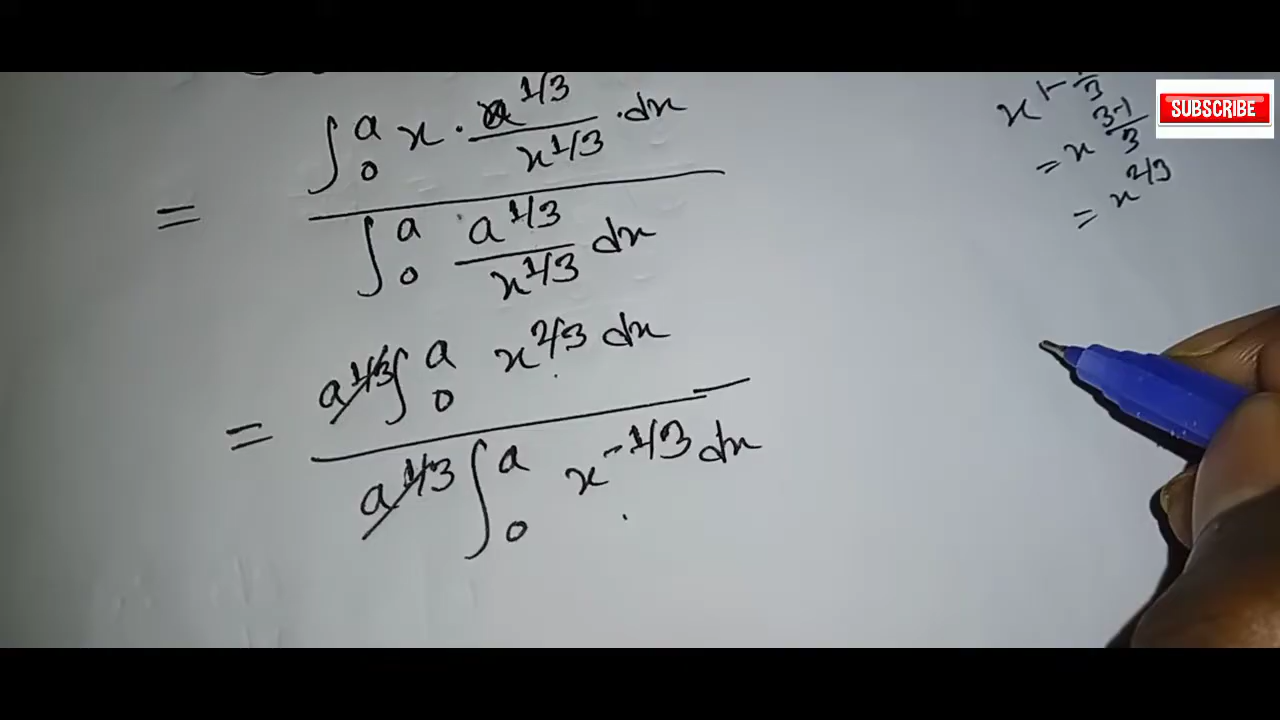 = ∫₀ᵃ x · a^1/3 / x^1/3 · dx / ∫₀ᵃ a^1/3 / x^1/3 dx
= a^1/3 ∫₀ᵃ x^2/3 dx / a^1/3 ∫₀ᵃ x^-1/3 dx
x^1-1/3
= x^3-1/3
= x^2/3
SUBSCRIBE